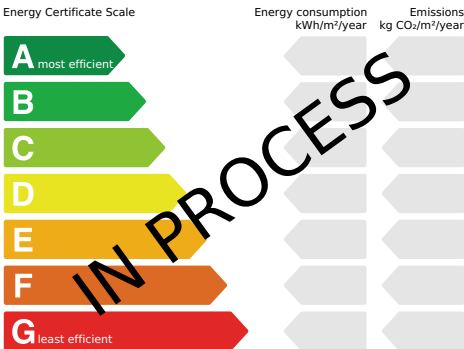 Energy Certificate Scale
Energy consumption
kWh/m²/year
Emissions
kg CO₂/m²/year
A most efficient
B
C
D
E
F
G least efficient
IN PROCESS